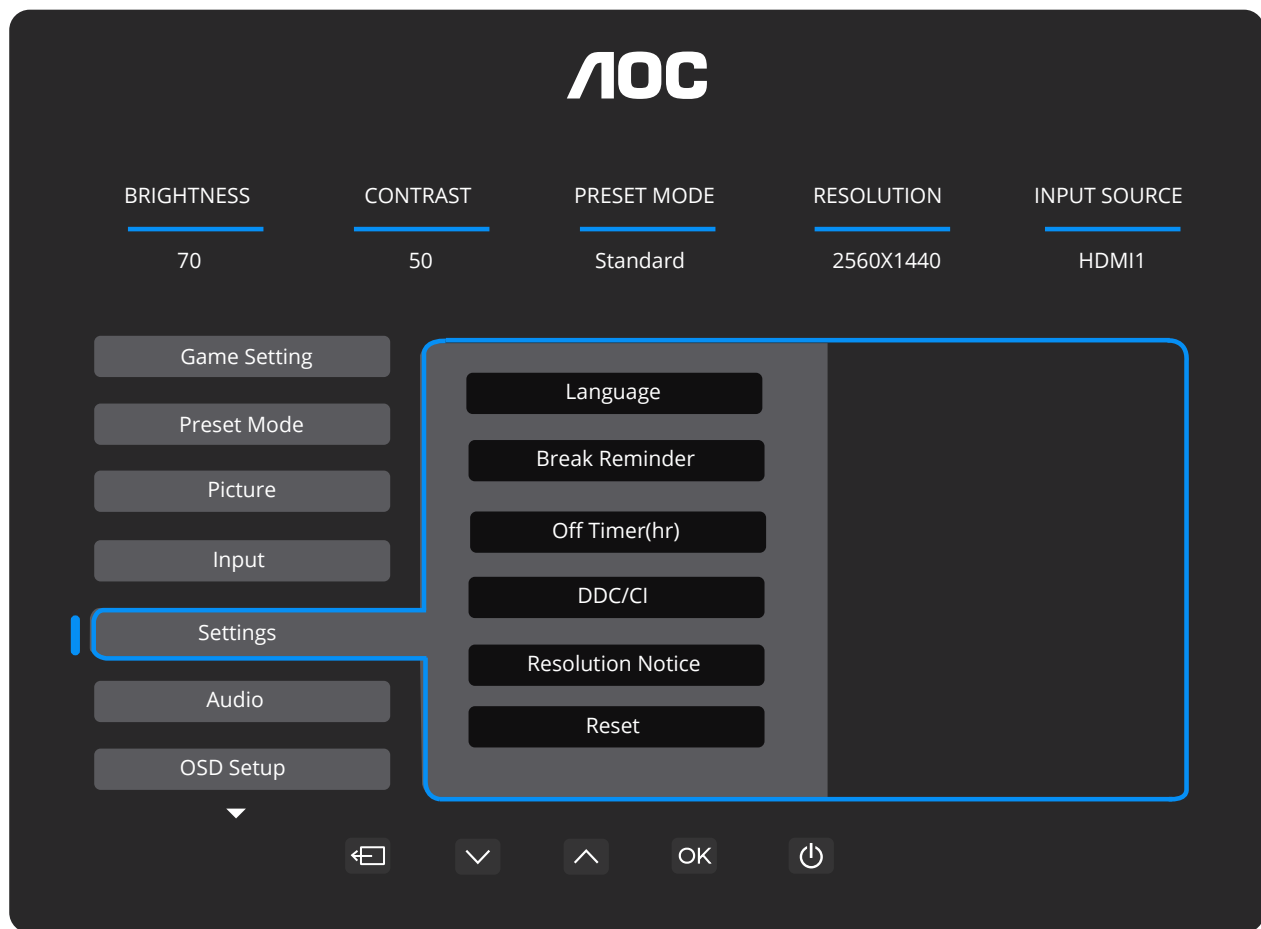 AOC
BRIGHTNESS CONTRAST PRESET MODE RESOLUTION INPUT SOURCE
70 50 Standard 2560X1440 HDMI1
Game Setting
Preset Mode
Picture
Input
Settings
Audio
OSD Setup
Language
Break Reminder
Off Timer(hr)
DDC/CI
Resolution Notice
Reset
OK